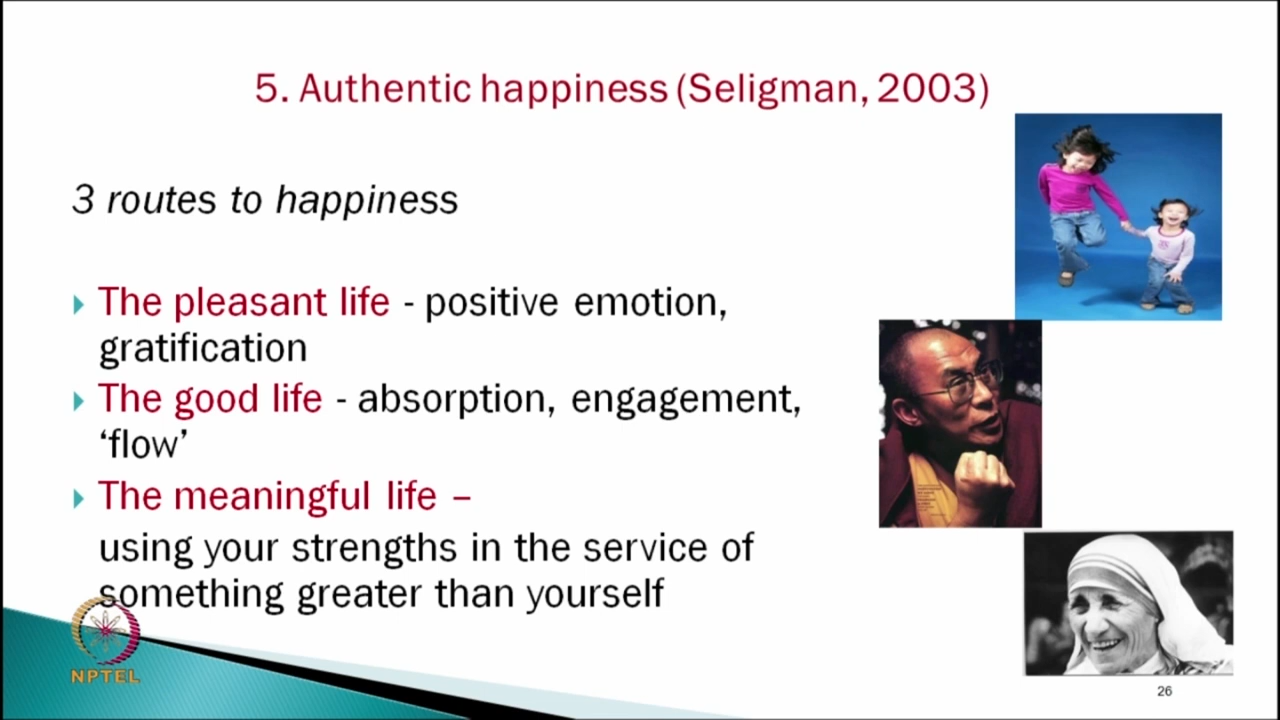 5. Authentic happiness (Seligman, 2003)
3 routes to happiness
The pleasant life - positive emotion,
gratification
The good life - absorption, engagement,
‘flow’
The meaningful life –
using your strengths in the service of
something greater than yourself
NPTEL
26